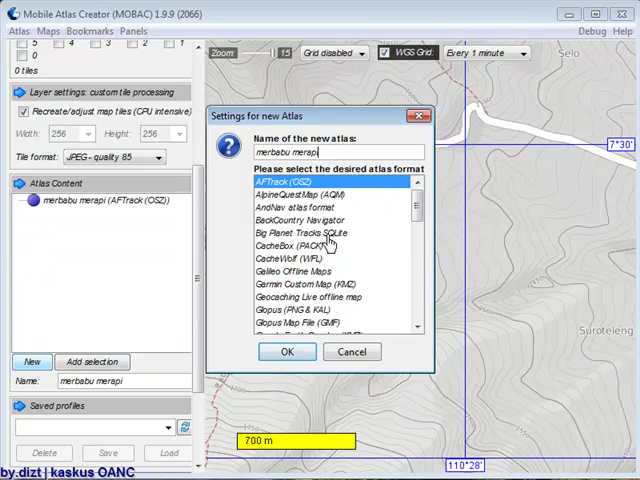 Mobile Atlas Creator (MOBAC) 1.9.9 (2066)
Atlas Maps Bookmarks Panels Debug Help
5 4 3 2 1
0
0 tiles
Layer settings: custom tile processing
Recreate/adjust map tiles (CPU intensive)
Width: 256 Height: 256
Tile format: JPEG - quality 85
Atlas Content
merbabu merapi (AFTrack (OSZ))
New Add selection
Name: merbabu merapi
Saved profiles
Delete Save Load
Zoom: 15 Grid disabled WGS Grid: Every 1 minute
Settings for new Atlas
Name of the new atlas:
merbabu merapi
Please select the desired atlas format
AFTrack (OSZ)
AlpineQuestMap (AQM)
AndNav atlas format
BackCountry Navigator
Big Planet Tracks SQLite
CacheBox (PACK)
CacheWolf (WFL)
Galileo Offline Maps
Garmin Custom Map (KMZ)
Geocaching Live offline map
Glopus (PNG & KAL)
Glopus Map File (GMF)
OK Cancel
Selo
7°30'
Suroteleng
700 m
110°28'
by.dizt | kaskus OANC